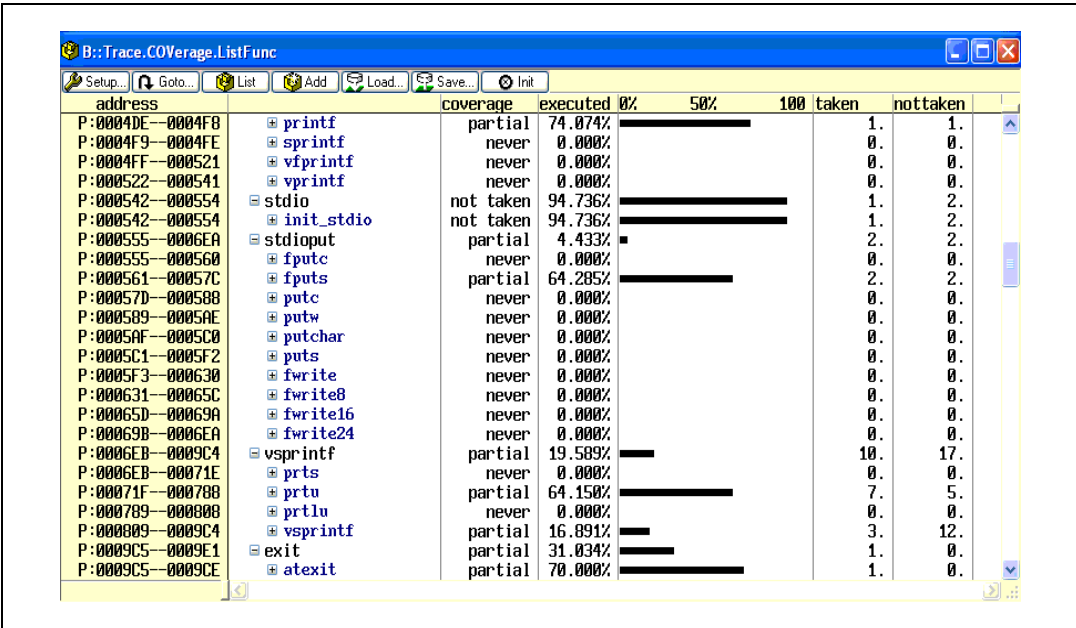 B::Trace.COVerage.ListFunc
Setup... Goto... List Add Load... Save... Init
address coverage executed 0% 50% 100 taken nottaken
P:0004DE--0004F8 printf partial 74.074% 1. 1.
P:0004F9--0004FE sprintf never 0.000% 0. 0.
P:0004FF--000521 vfprintf never 0.000% 0. 0.
P:000522--000541 vprintf never 0.000% 0. 0.
P:000542--000554 stdio not taken 94.736% 1. 2.
P:000542--000554 init_stdio not taken 94.736% 1. 2.
P:000555--0006EA stdioput partial 4.433% 2. 2.
P:000555--000560 fputc never 0.000% 0. 0.
P:000561--00057C fputs partial 64.285% 2. 2.
P:00057D--000588 putc never 0.000% 0. 0.
P:000589--0005AE putw never 0.000% 0. 0.
P:0005AF--0005C0 putchar never 0.000% 0. 0.
P:0005C1--0005F2 puts never 0.000% 0. 0.
P:0005F3--000630 fwrite never 0.000% 0. 0.
P:000631--00065C fwrite8 never 0.000% 0. 0.
P:00065D--00069A fwrite16 never 0.000% 0. 0.
P:00069B--0006EA fwrite24 never 0.000% 0. 0.
P:0006EB--0009C4 vsprintf partial 19.589% 10. 17.
P:0006EB--00071E prts never 0.000% 0. 0.
P:00071F--000788 prtu partial 64.150% 7. 5.
P:000789--000808 prtlu never 0.000% 0. 0.
P:000809--0009C4 vsprintf partial 16.891% 3. 12.
P:0009C5--0009E1 exit partial 31.034% 1. 0.
P:0009C5--0009CE atexit partial 70.000% 1. 0.